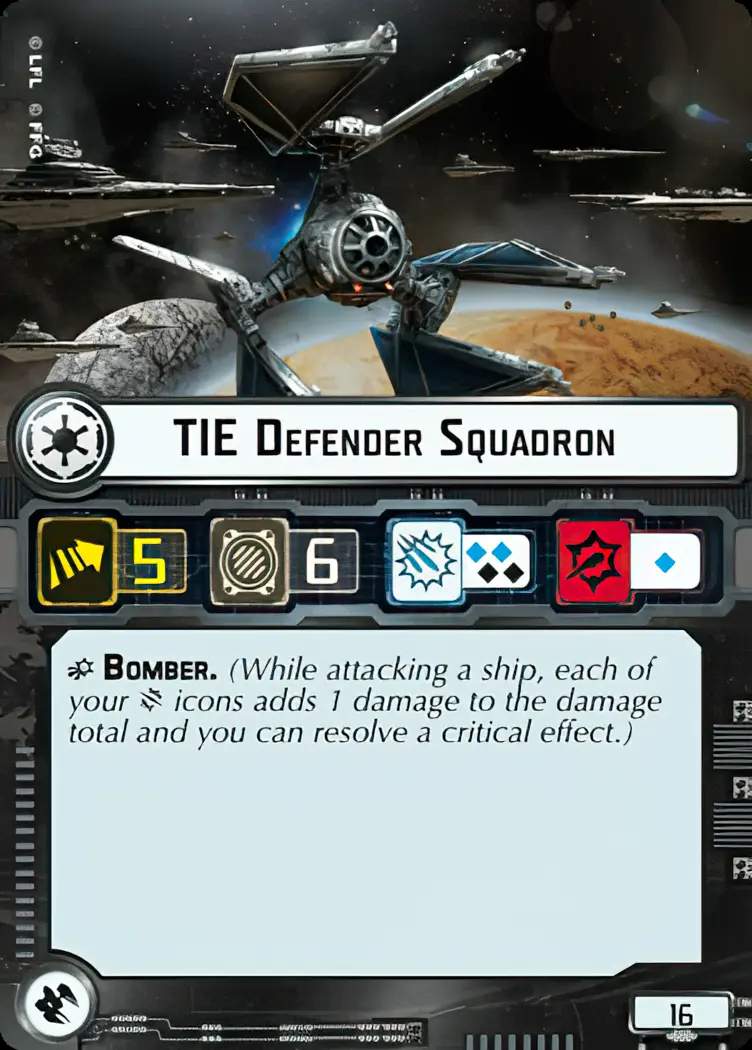 © LFL © FFG
TIE Defender Squadron
5
6
Bomber. (While attacking a ship, each of
your icons adds 1 damage to the damage
total and you can resolve a critical effect.)
16